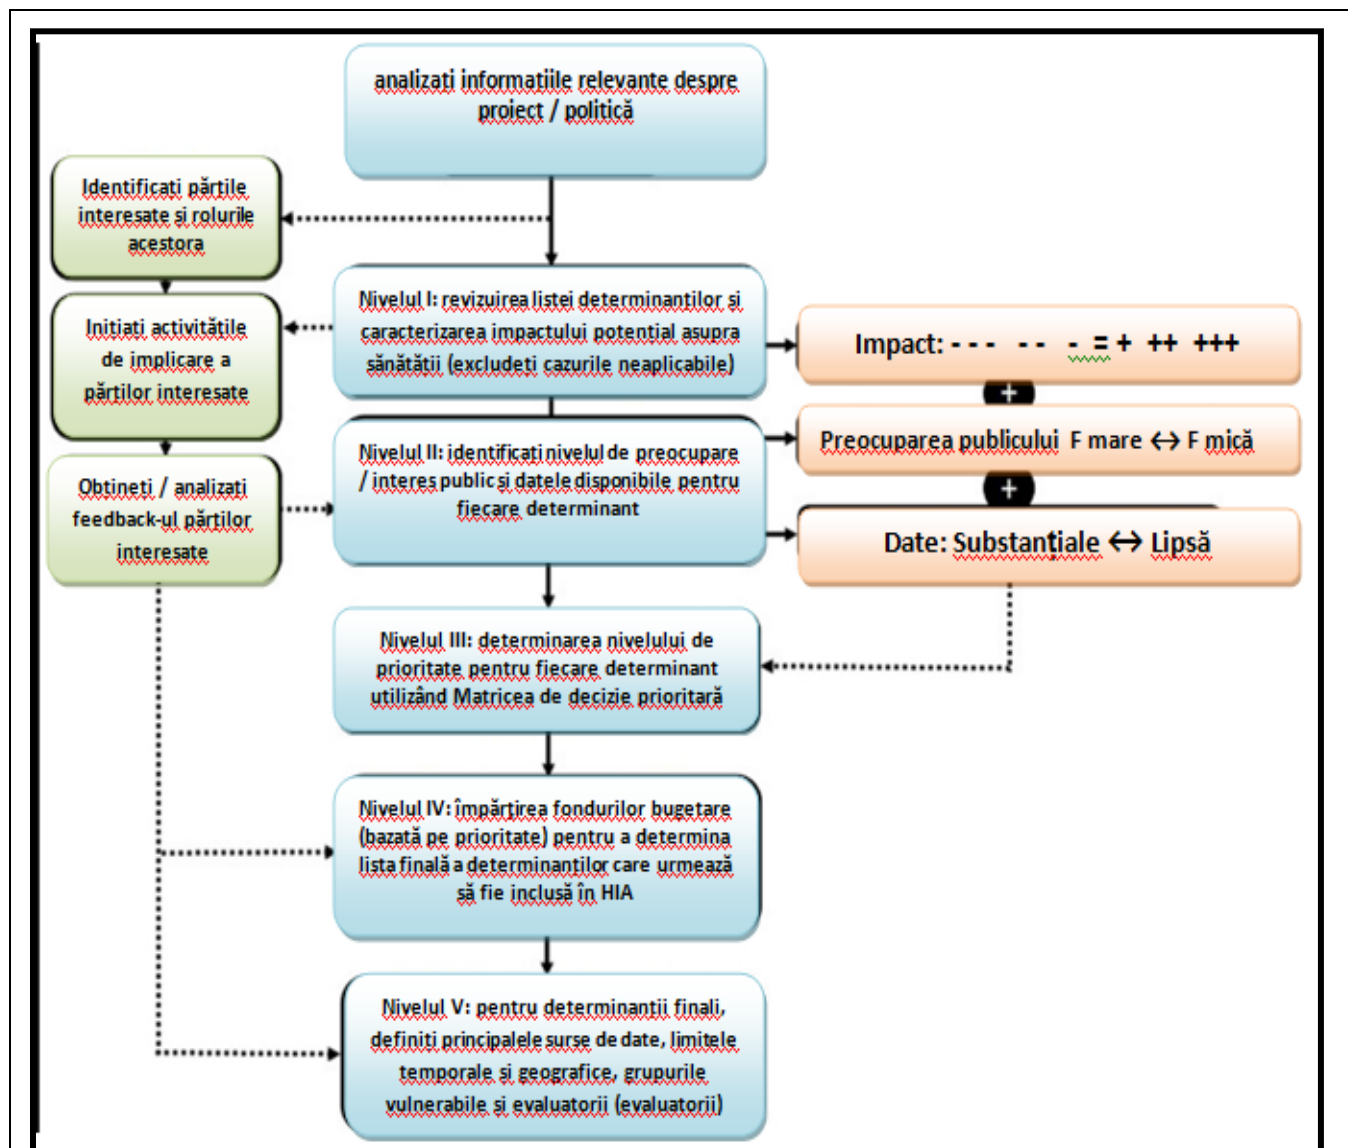 analizați informațiile relevante despre
proiect / politică
Identificați părțile
interesate și rolurile
acestora
Nivelul I: revizuirea listei determinanților și
caracterizarea impactului potențial asupra
sănătății (excludeți cazurile neaplicabile)
Inițiați activitățile
de implicare a
părților interesate
Impact: - - -  - -  -  = +  ++  +++
+
Preocuparea publicului  F mare ↔ F mică
+
Date: Substanțiale ↔ Lipsă
Nivelul II: identificați nivelul de preocupare
/ interes public și datele disponibile pentru
fiecare determinant
Obțineți / analizați
feedback-ul părților
interesate
Nivelul III: determinarea nivelului de
prioritate pentru fiecare determinant
utilizând Matricea de decizie prioritară
Nivelul IV: împărțirea fondurilor bugetare
(bazată pe prioritate) pentru a determina
lista finală a determinanților care urmează
să fie inclusă în HIA
Nivelul V: pentru determinanții finali,
definiți principalele surse de date, limitele
temporale și geografice, grupurile
vulnerabile și evaluatorii (evaluatorii)